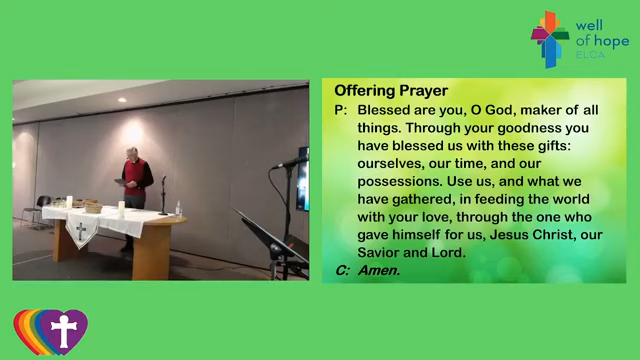 well
of hope
ELCA
Offering Prayer
P: Blessed are you, O God, maker of all
things. Through your goodness you
have blessed us with these gifts:
ourselves, our time, and our
possessions. Use us, and what we
have gathered, in feeding the world
with your love, through the one who
gave himself for us, Jesus Christ, our
Savior and Lord.
C: Amen.